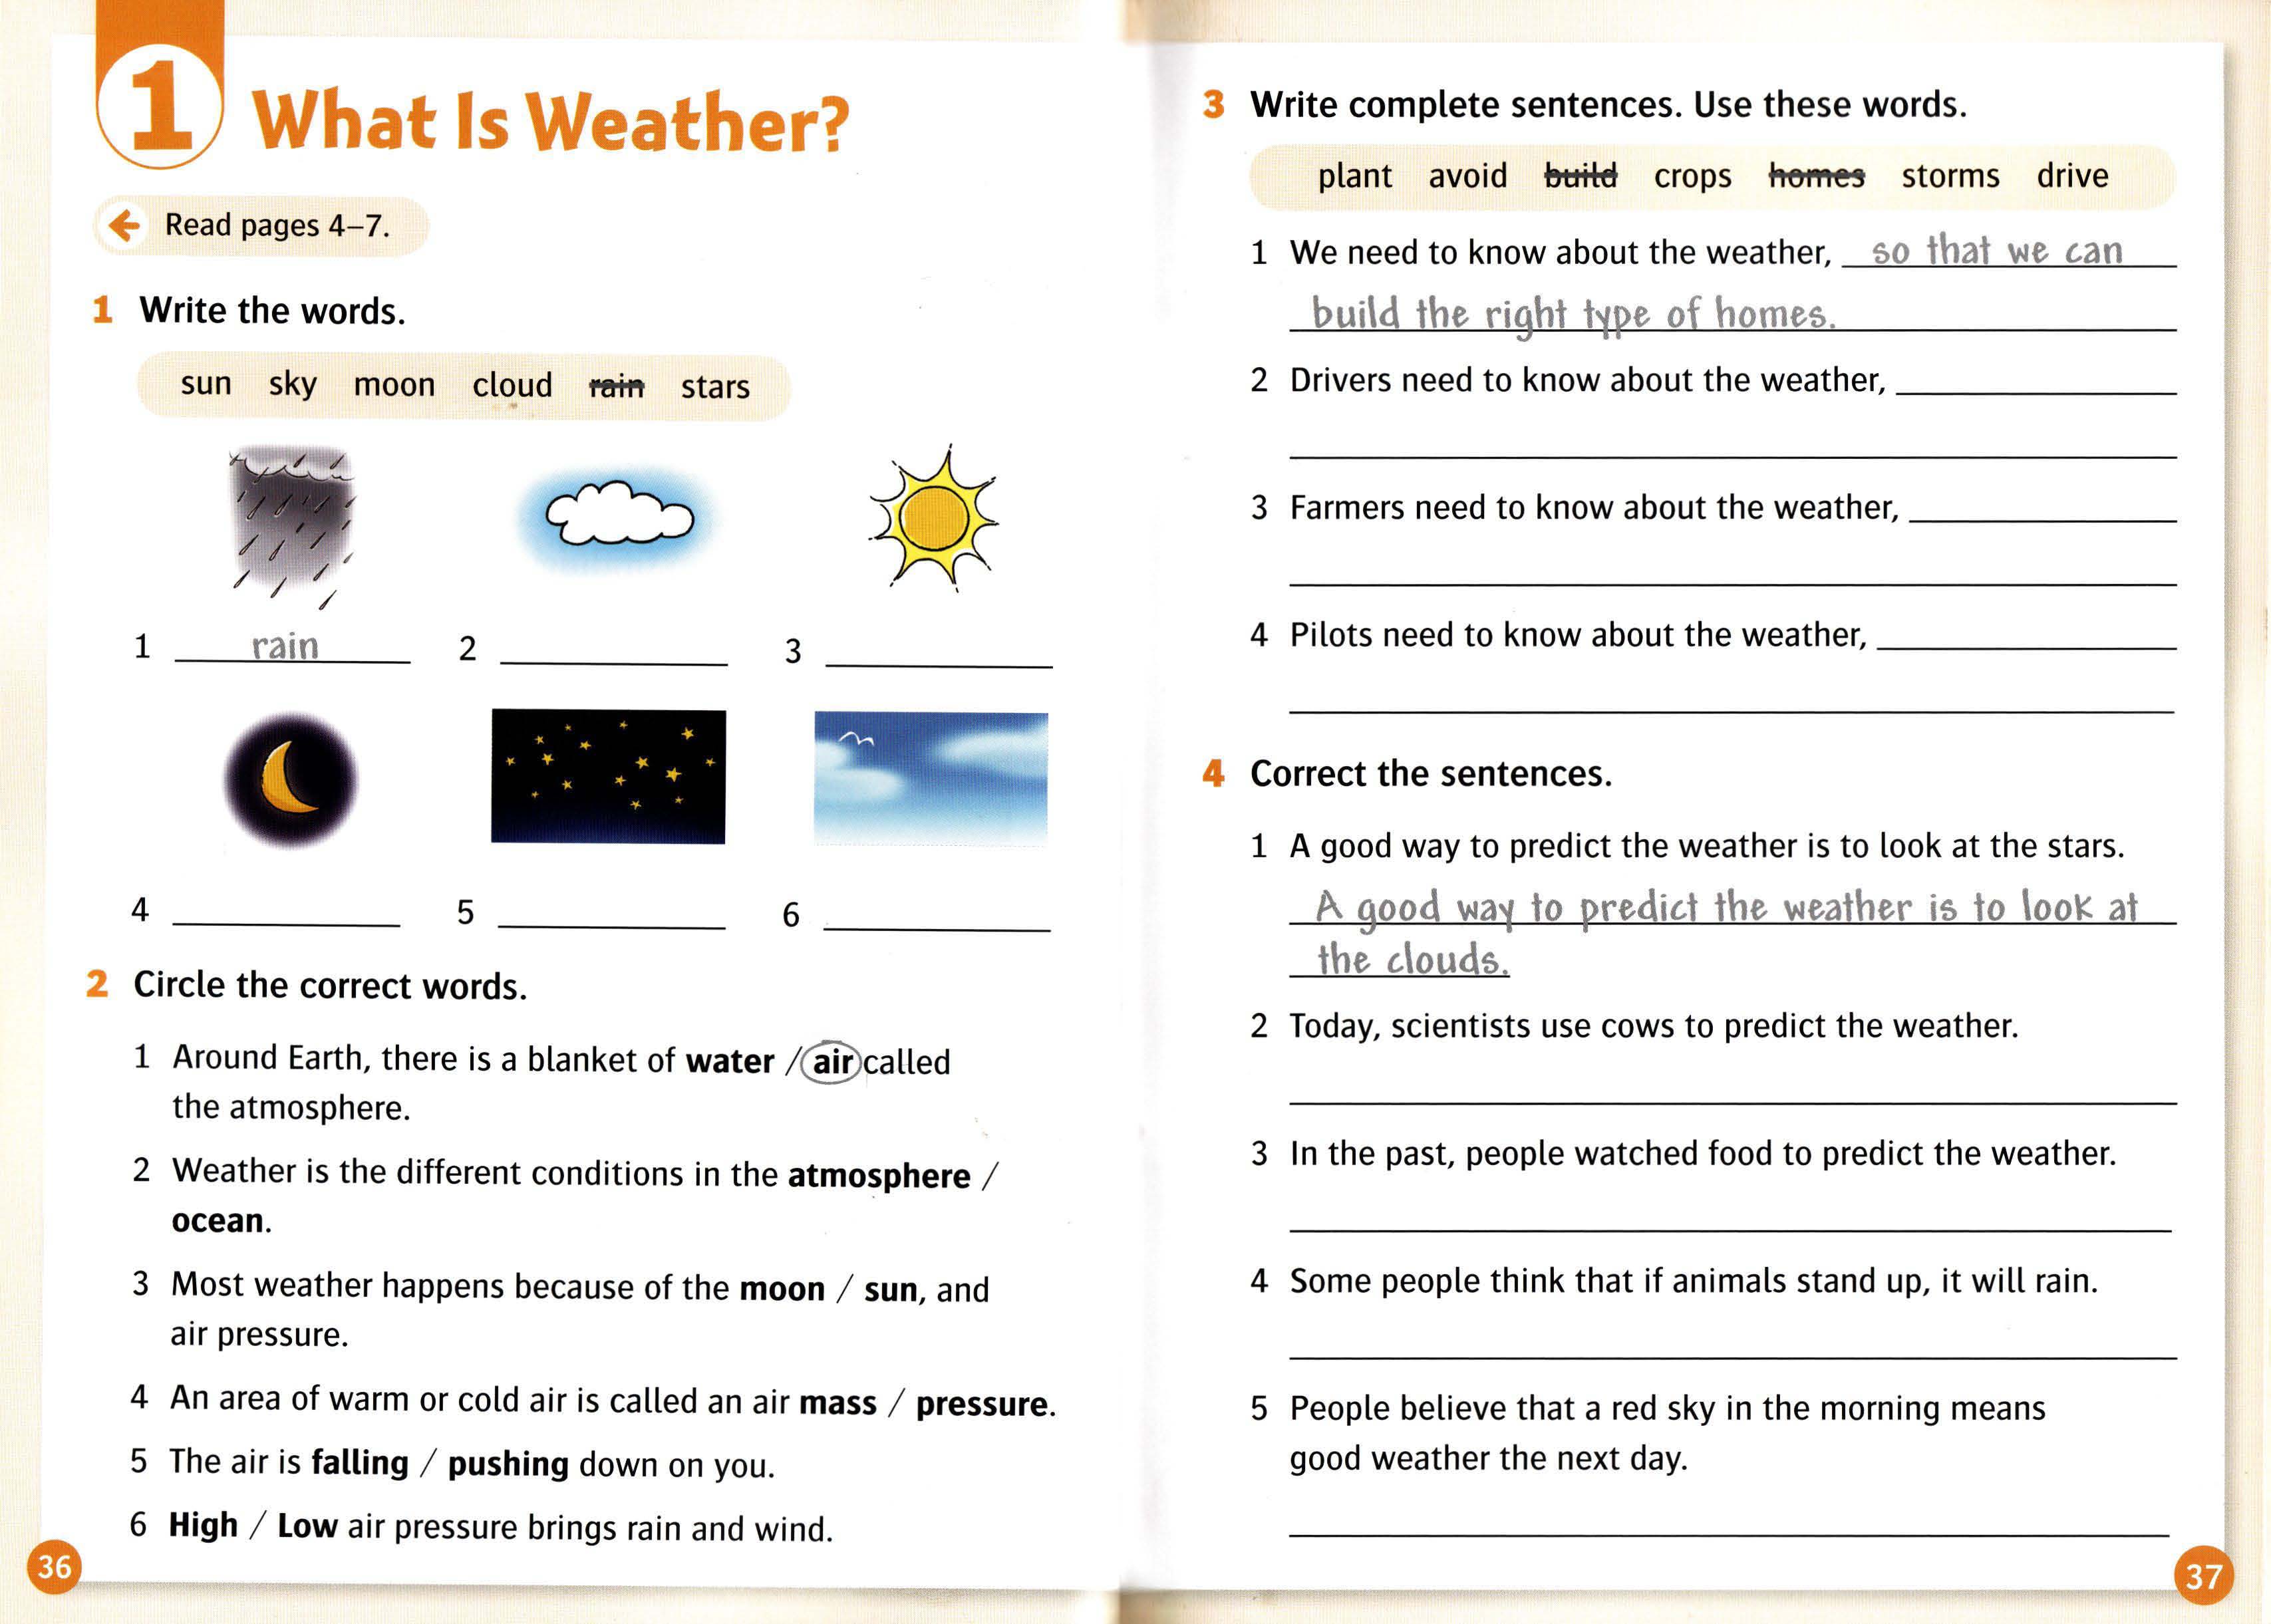 1
What Is Weather?
Read pages 4–7.
1 Write the words.
sun sky moon cloud rain stars
1 rain 2 3
4 5 6
2 Circle the correct words.
1 Around Earth, there is a blanket of water / air called
the atmosphere.
2 Weather is the different conditions in the atmosphere /
ocean.
3 Most weather happens because of the moon / sun, and
air pressure.
4 An area of warm or cold air is called an air mass / pressure.
5 The air is falling / pushing down on you.
6 High / Low air pressure brings rain and wind.
36
3 Write complete sentences. Use these words.
plant avoid build crops homes storms drive
1 We need to know about the weather, so that we can
build the right type of homes.
2 Drivers need to know about the weather,
3 Farmers need to know about the weather,
4 Pilots need to know about the weather,
4 Correct the sentences.
1 A good way to predict the weather is to look at the stars.
A good way to predict the weather is to look at
the clouds.
2 Today, scientists use cows to predict the weather.
3 In the past, people watched food to predict the weather.
4 Some people think that if animals stand up, it will rain.
5 People believe that a red sky in the morning means
good weather the next day.
37